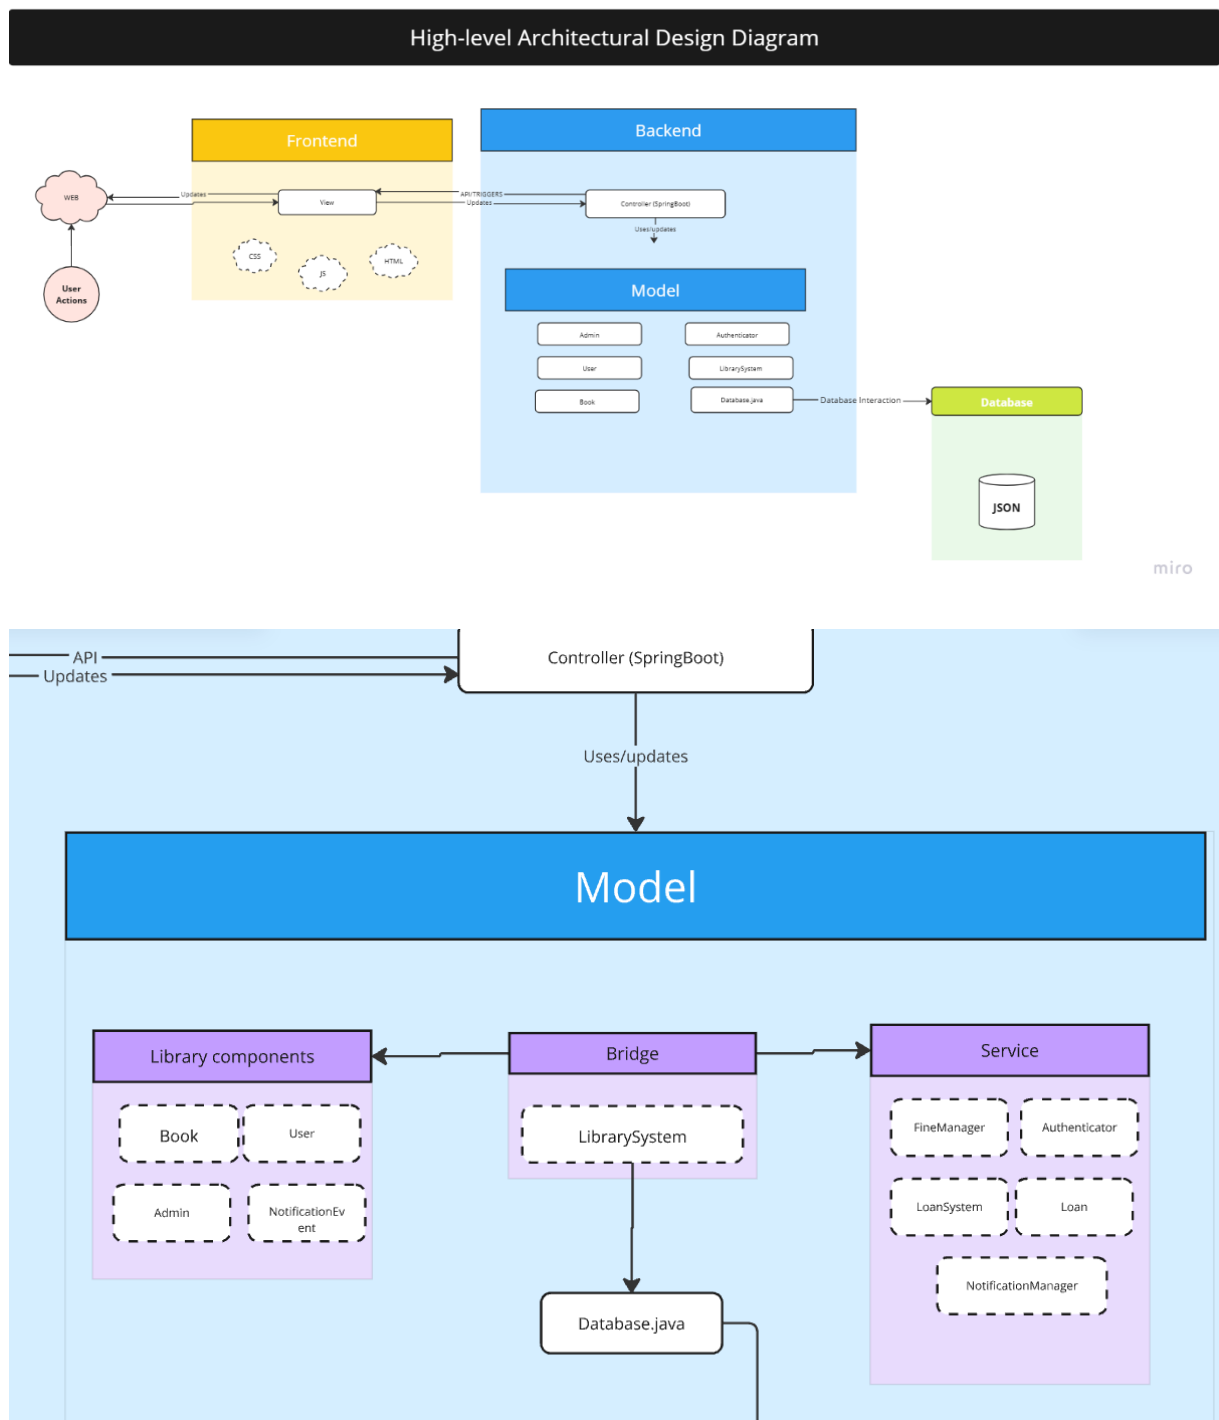 High-level Architectural Design Diagram
Frontend
Backend
WEB
Updates
View
API/TRIGGERS
Updates
Controller (SpringBoot)
Uses/updates
CSS
JS
HTML
User
Actions
Model
Admin
Authenticator
User
LibrarySystem
Book
Database.java
Database Interaction
Database
JSON
miro
API
Updates
Controller (SpringBoot)
Uses/updates
Model
Library components
Bridge
Service
Book
User
LibrarySystem
FineManager
Authenticator
Admin
NotificationEv
ent
LoanSystem
Loan
NotificationManager
Database.java